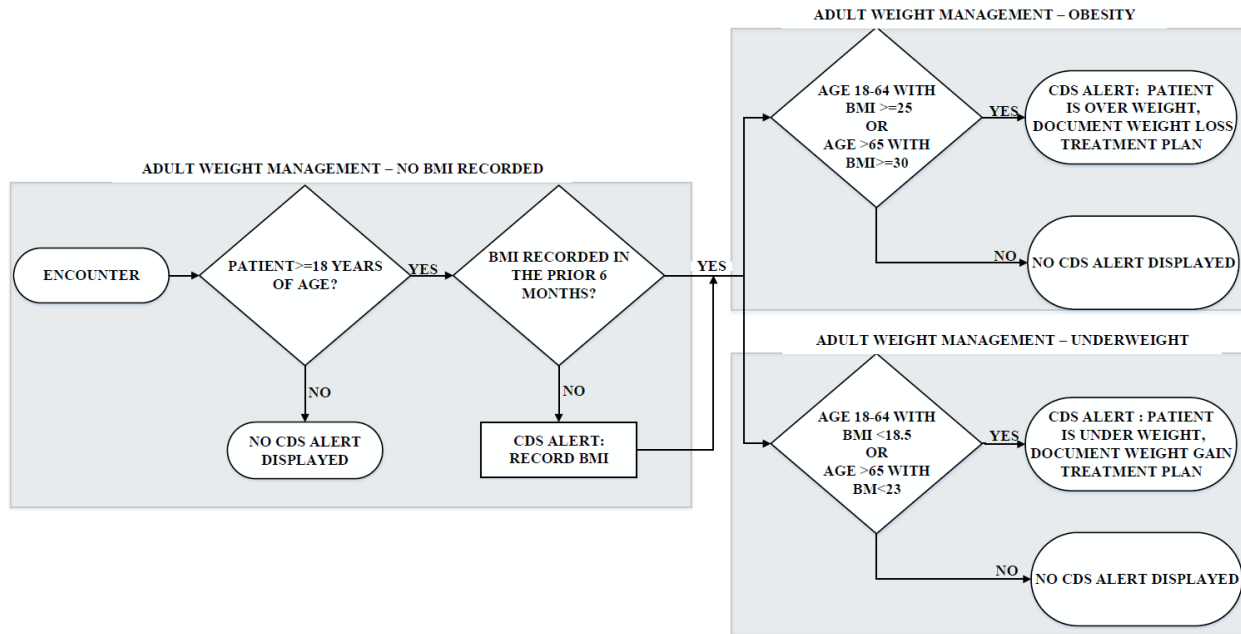 ADULT WEIGHT MANAGEMENT – NO BMI RECORDED
ENCOUNTER
PATIENT>=18 YEARS
OF AGE?
YES
NO
NO CDS ALERT
DISPLAYED
BMI RECORDED IN
THE PRIOR 6
MONTHS?
YES
NO
CDS ALERT:
RECORD BMI
ADULT WEIGHT MANAGEMENT – OBESITY
AGE 18-64 WITH
BMI >=25
OR
AGE >65 WITH
BMI>=30
YES
CDS ALERT: PATIENT
IS OVER WEIGHT,
DOCUMENT WEIGHT LOSS
TREATMENT PLAN
NO
NO CDS ALERT DISPLAYED
ADULT WEIGHT MANAGEMENT – UNDERWEIGHT
AGE 18-64 WITH
BMI <18.5
OR
AGE >65 WITH
BM<23
YES
CDS ALERT : PATIENT
IS UNDER WEIGHT,
DOCUMENT WEIGHT GAIN
TREATMENT PLAN
NO
NO CDS ALERT DISPLAYED